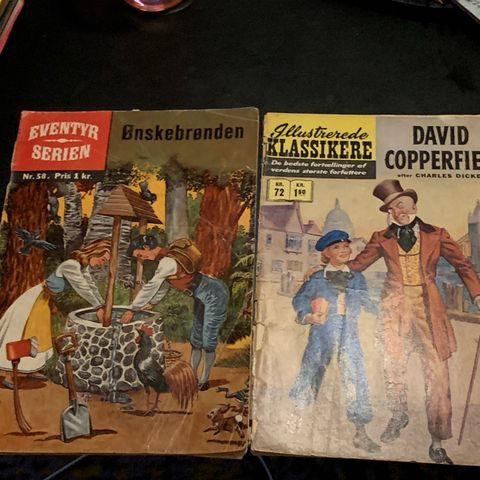 EVENTYR
SERIEN
Nr. 58. Pris 1 kr.
Ønskebrønden
Illustrerede
KLASSIKERE
De bedste fortællinger af
verdens største forfattere
DAVID
COPPERFIE
efter CHARLES DICKE
KR.
72
KR.
1 50